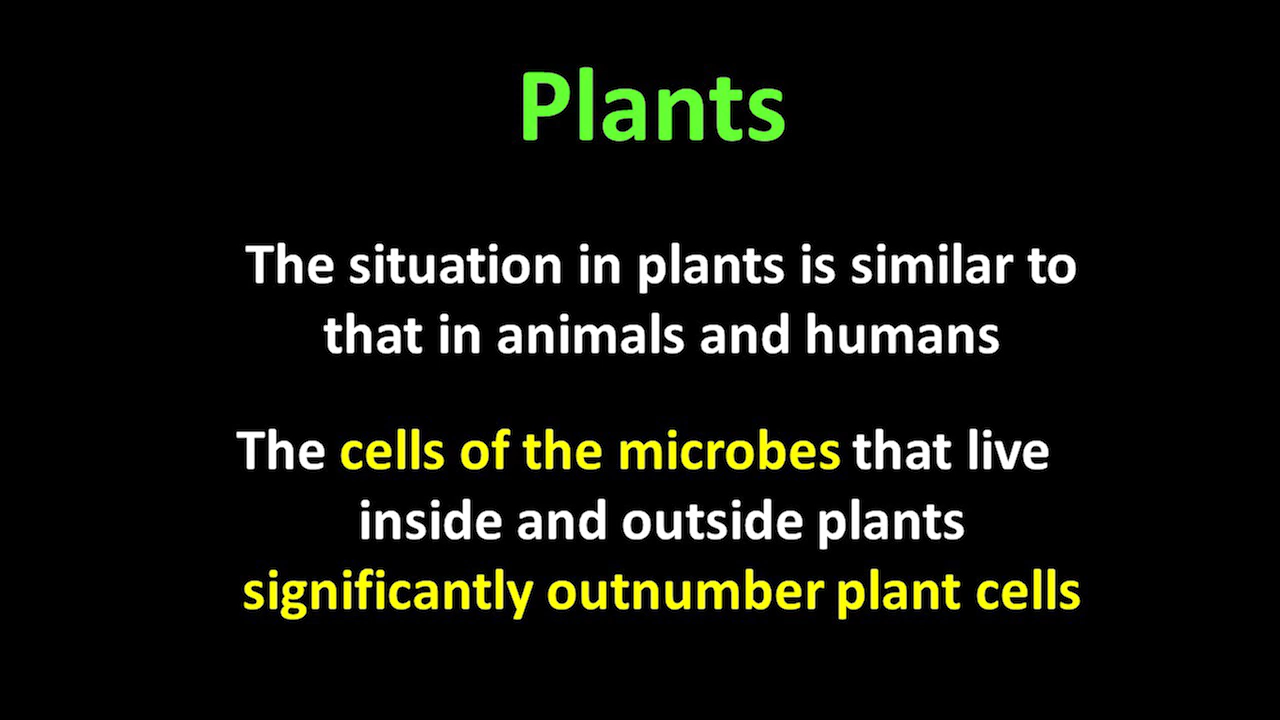 Plants
The situation in plants is similar to
that in animals and humans
The cells of the microbes that live
inside and outside plants
significantly outnumber plant cells